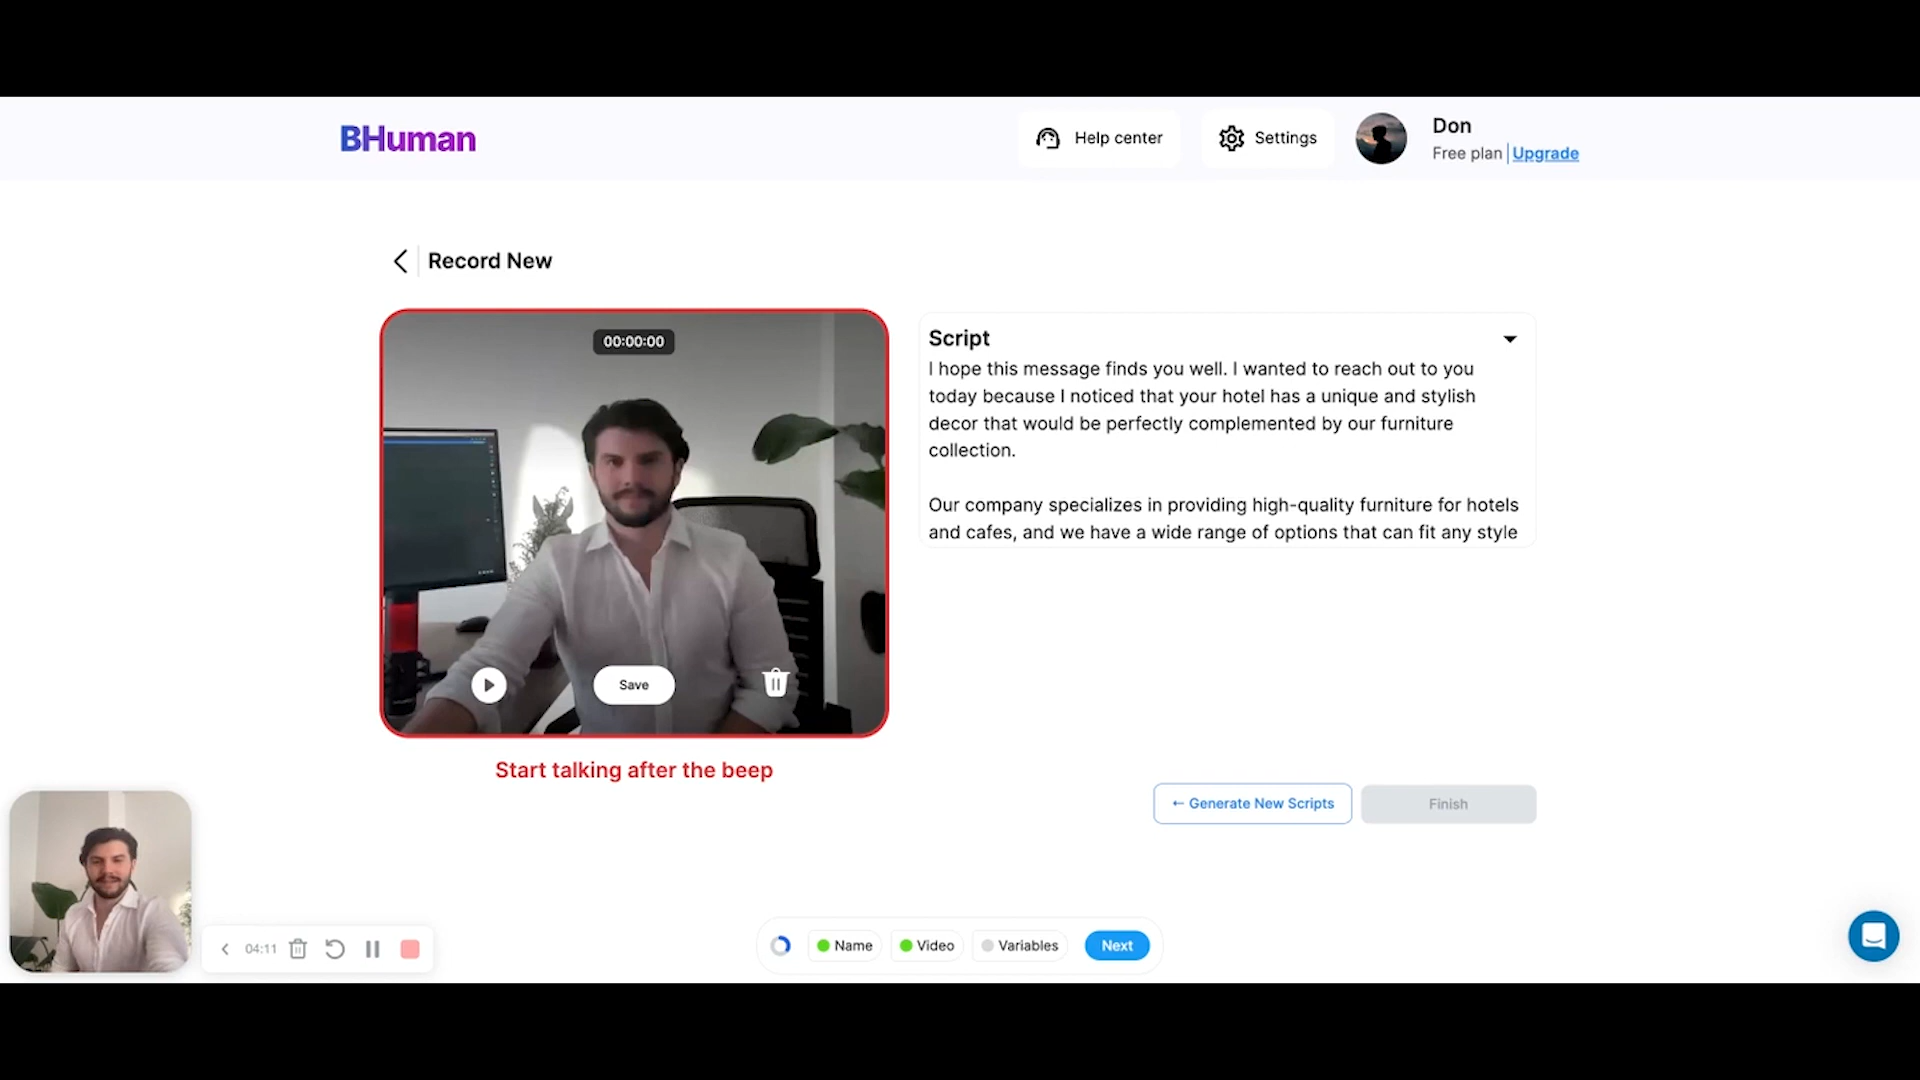 BHuman
Help center
Settings
Don
Free plan | Upgrade
Record New
00:00:00
Save
Start talking after the beep
Script
I hope this message finds you well. I wanted to reach out to you
today because I noticed that your hotel has a unique and stylish
decor that would be perfectly complemented by our furniture
collection.
Our company specializes in providing high-quality furniture for hotels
and cafes, and we have a wide range of options that can fit any style
← Generate New Scripts
Finish
04:11
Name
Video
Variables
Next